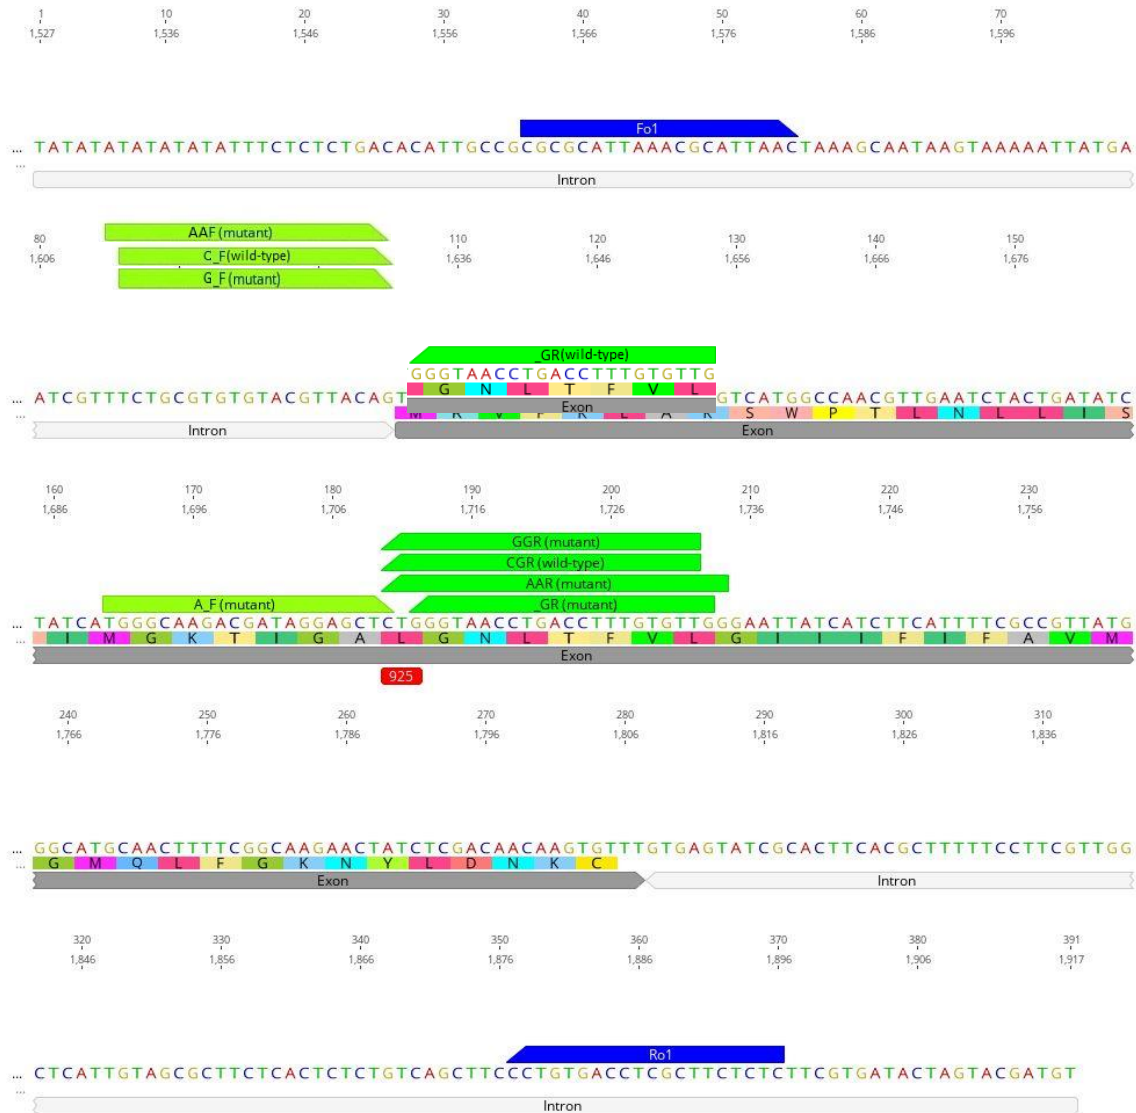 1 10 20 30 40 50 60 70
1,527 1,536 1,546 1,556 1,566 1,576 1,586 1,596
Fo1
... TATATATATATATATTTCTCTCTGACACATTGCCGCGCGCATTAAACGCATTAACTAAAGCAATAAGTAAAAATTATGA
...
Intron
AAF (mutant)
80 110 120 130 140 150
1,606 1,636 1,646 1,656 1,666 1,676
C_F(wild-type)
G_F (mutant)
_GR(wild-type)
GGGTAACCTGACCTTTGTGTTG
G N L T F V L
... ATCGTTTCTGCGTGTGTACGTTACAGT GTCATGGCCAACGTTGAATCTACTGATATC
Exon
... S W P T L N L L I S
Intron Exon
160 170 180 190 200 210 220 230
1,686 1,696 1,706 1,716 1,726 1,736 1,746 1,756
GGR (mutant)
CGR (wild-type)
AAR (mutant)
A_F (mutant) _GR (mutant)
... TATCATGGGCAAGACGATAGGAGCTCTGGGTAACCTGACCTTTGTGTTGGGAATTATCATCTTCATTTTCGCCGTTATG
... I M G K T I G A L G N L T F V L G I I I F I F A V M
Exon
925
240 250 260 270 280 290 300 310
1,766 1,776 1,786 1,796 1,806 1,816 1,826 1,836
... GGCATGCAACTTTTCGGCAAGAACTATCTCGACAACAAGTGTTTGTGAGTATCGCACTTCACGCTTTTTCCTTCGTTGG
... G M Q L F G K N Y L D N K C
Exon Intron
320 330 340 350 360 370 380 391
1,846 1,856 1,866 1,876 1,886 1,896 1,906 1,917
Ro1
... CTCATTGTAGCGCTTCTCACTCTCTGTCAGCTTCCCTGTGACCTCGCTTCTCTCTTCGTGATACTAGTACGATGT
...
Intron